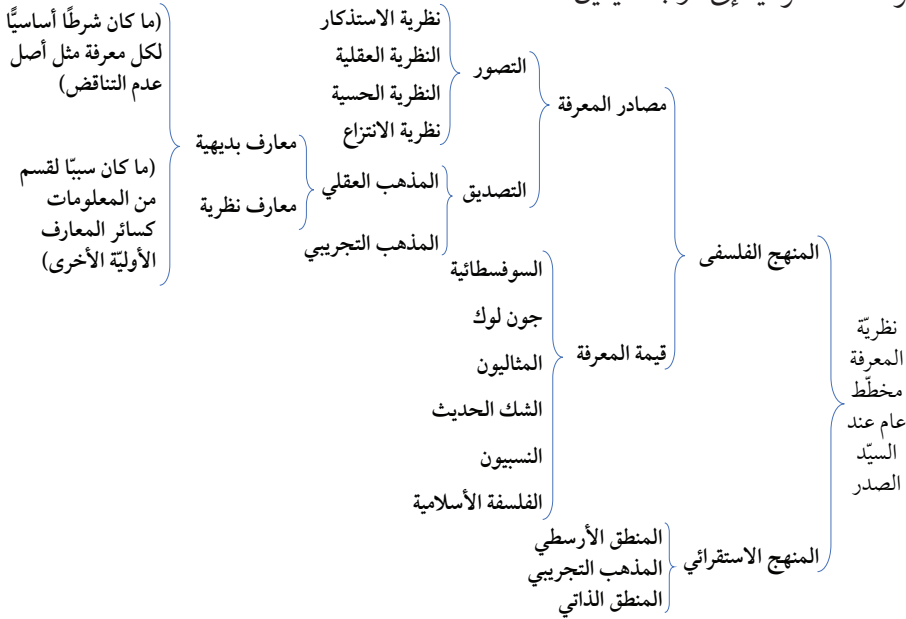 نظريّة
المعرفة
مخطّط
عام عند
السيّد
الصدر
المنهج الفلسفى
مصادر المعرفة
التصور
نظرية الاستذكار
النظرية العقلية
النظرية الحسية
نظرية الانتزاع
التصديق
المذهب العقلي
معارف بديهية
(ما كان شرطًا أساسيًّا
لكل معرفة مثل أصل
عدم التناقض)
(ما كان سببًا لقسم
من المعلومات
كسائر المعارف
الأوليّة الأخرى)
معارف نظرية
المذهب التجريبي
قيمة المعرفة
السوفسطائية
جون لوك
المثاليون
الشك الحديث
النسبيون
الفلسفة الأسلامية
المنهج الاستقرائي
المنطق الأرسطي
المذهب التجريبي
المنطق الذاتي